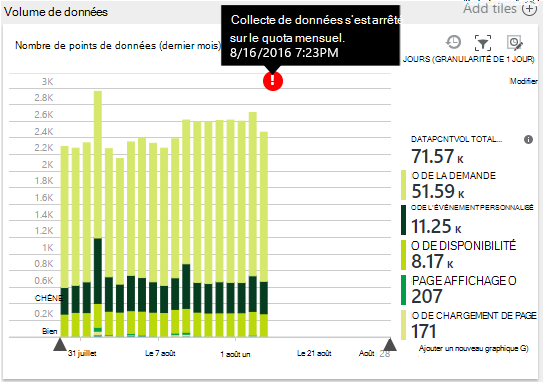 Volume de données
Add tiles
Collecte de données s'est arrêté
sur le quota mensuel.
8/16/2016 7:23PM
Nombre de points de données (dernier mois)
JOURS (GRANULARITÉ DE 1 JOUR)
Modifier
3K
2.8K
2.6K
2.4K
2.2K
2K
1.8K
1.6K
1.4K
1.2K
1K
0.8K
0.6K
CHÊNE
0.2K
Bien
31 juillet
Le 7 août
1 août un
Le 21 août
Août 28
DATAPCNTVOL TOTAL...
71.57 K
O DE LA DEMANDE
51.59 K
O DE L'ÉVÉNEMENT PERSONNALISÉ
11.25 K
O DE DISPONIBILITÉ
8.17 K
PAGE AFFICHAGE O
207
O DE CHARGEMENT DE PAGE
171
Ajouter un nouveau graphique G)